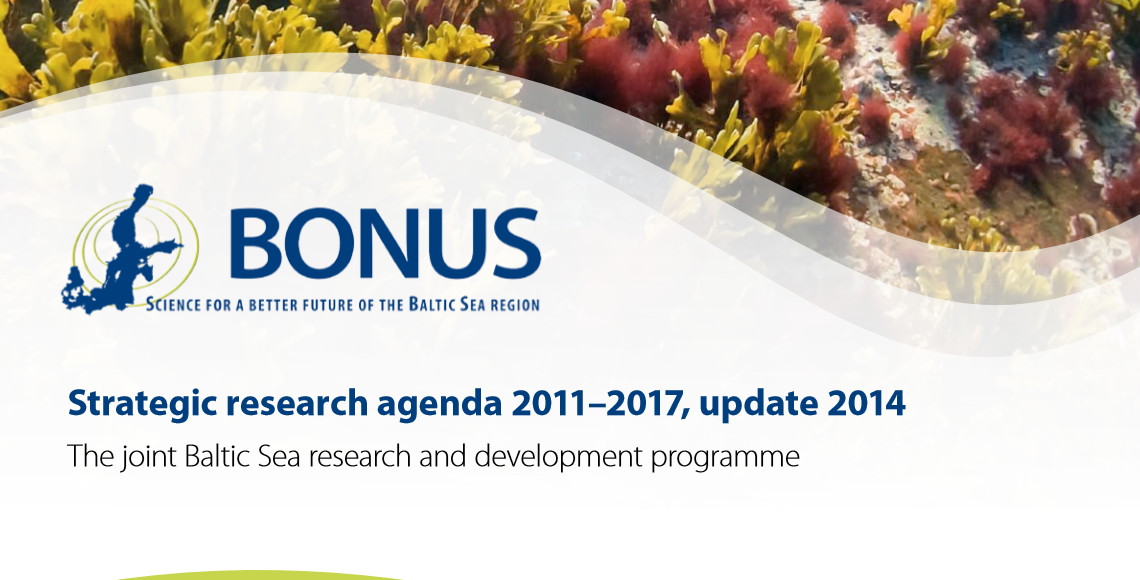 BONUS
Science for a better future of the Baltic Sea region
Strategic research agenda 2011–2017, update 2014
The joint Baltic Sea research and development programme